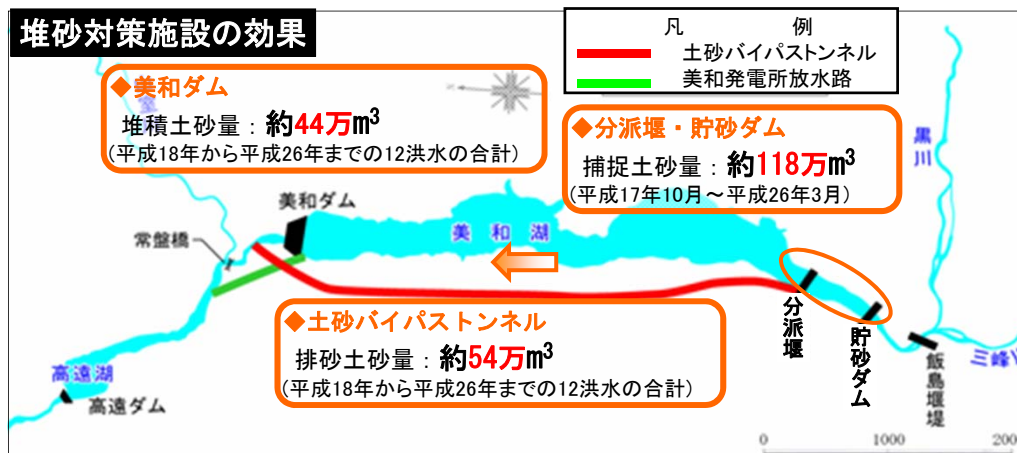 堆砂対策施設の効果
凡 例
土砂バイパストンネル
美和発電所放水路
◆美和ダム
堆積土砂量：約44万m³
(平成18年から平成26年までの12洪水の合計)
◆分派堰・貯砂ダム
捕捉土砂量：約118万m³
(平成17年10月～平成26年3月)
黒川
美和ダム
常盤橋
美和湖
分派堰
貯砂ダム
飯島堰堤
三峰
◆土砂バイパストンネル
排砂土砂量：約54万m³
(平成18年から平成26年までの12洪水の合計)
高遠湖
高遠ダム
0 1000 200